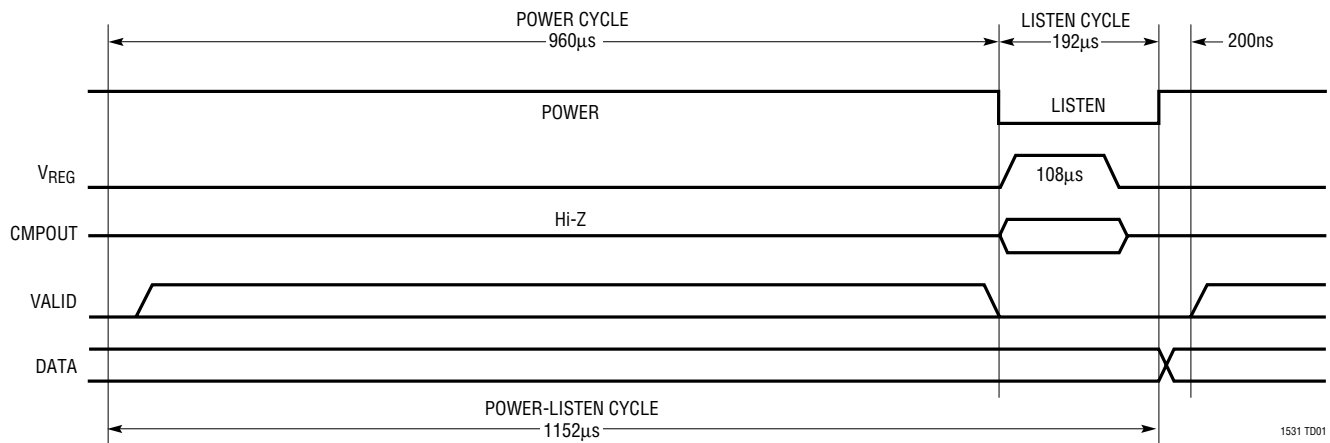 POWER CYCLE
960µs
LISTEN CYCLE
192µs
200ns
POWER
LISTEN
VREG
108µs
CMPOUT
Hi-Z
VALID
DATA
POWER-LISTEN CYCLE
1152µs
1531 TD01